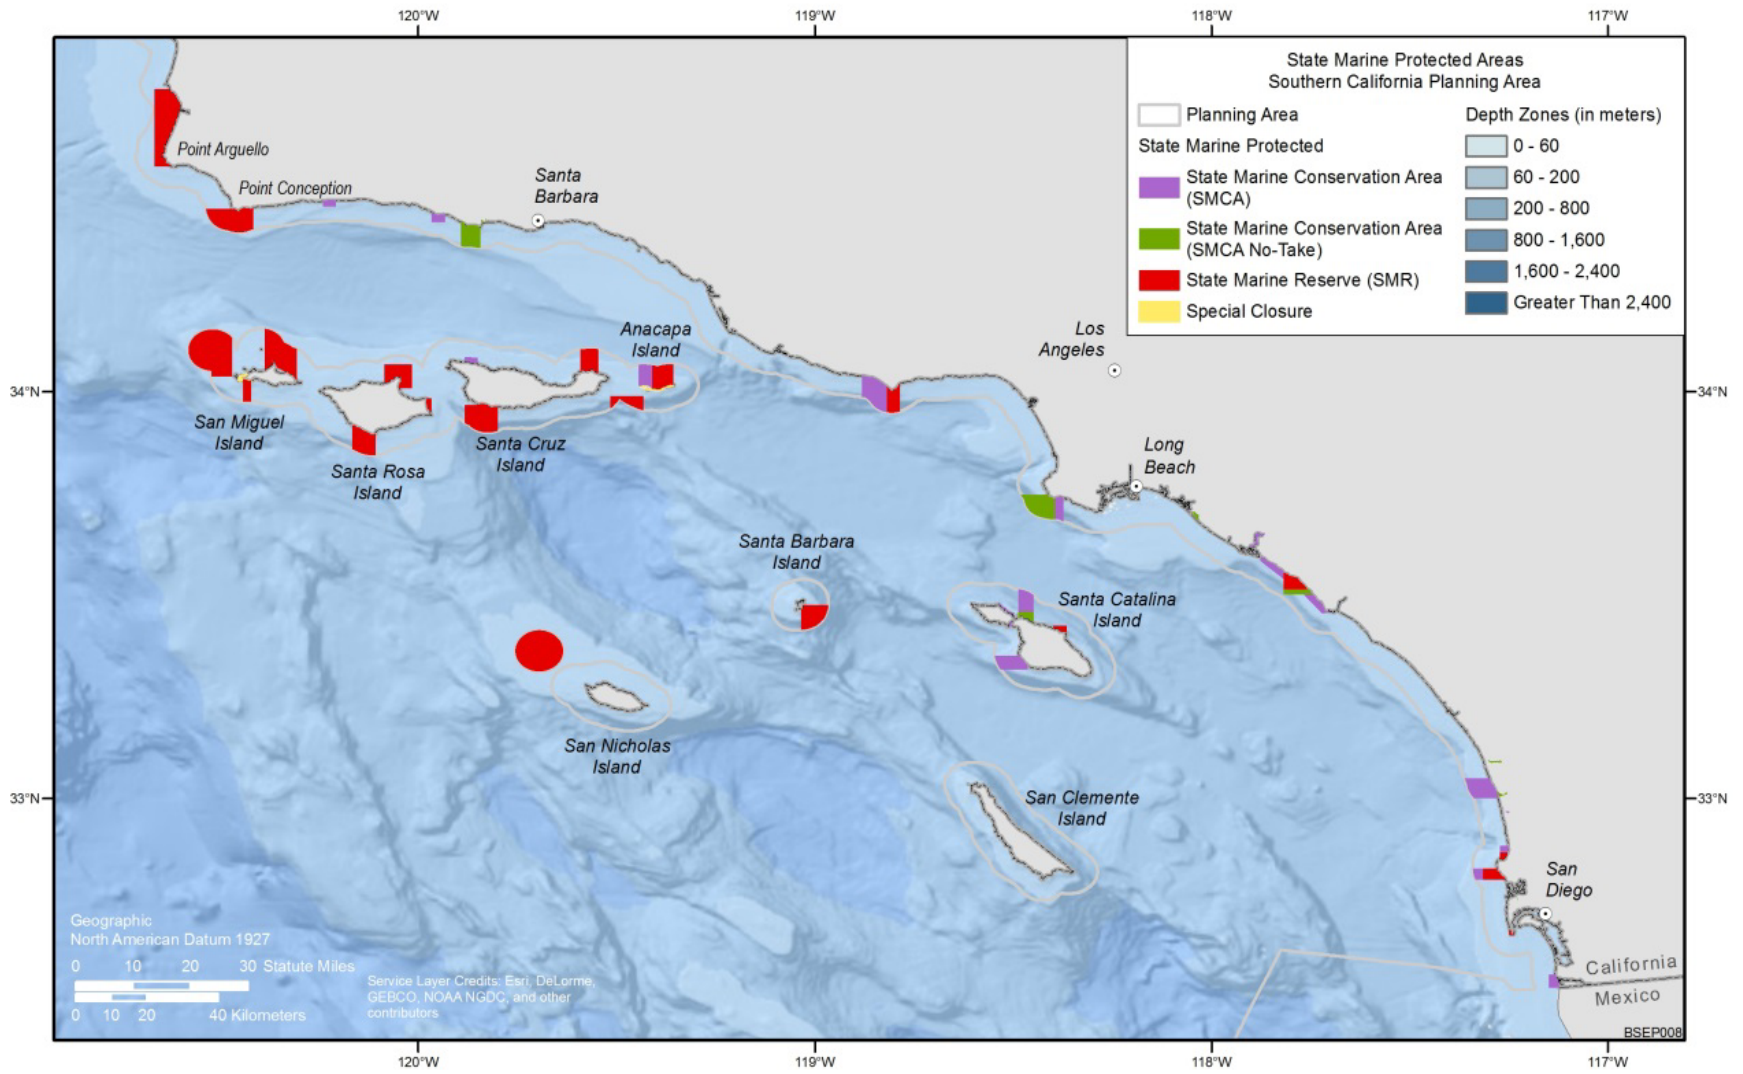 120°W
119°W
118°W
117°W
State Marine Protected Areas
Southern California Planning Area
Planning Area
State Marine Protected
State Marine Conservation Area
(SMCA)
State Marine Conservation Area
(SMCA No-Take)
State Marine Reserve (SMR)
Special Closure
Depth Zones (in meters)
0 - 60
60 - 200
200 - 800
800 - 1,600
1,600 - 2,400
Greater Than 2,400
Point Arguello
Point Conception
Santa
Barbara
Anacapa
Island
Los
Angeles
34°N
34°N
San Miguel
Island
Santa Rosa
Island
Santa Cruz
Island
Long
Beach
Santa Barbara
Island
Santa Catalina
Island
San Nicholas
Island
San Clemente
Island
33°N
33°N
San
Diego
Geographic
North American Datum 1927
0 10 20 30 Statute Miles
0 10 20 40 Kilometers
Service Layer Credits: Esri, DeLorme,
GEBCO, NOAA NGDC, and other
contributors
California
Mexico
BSEP008
120°W
119°W
118°W
117°W